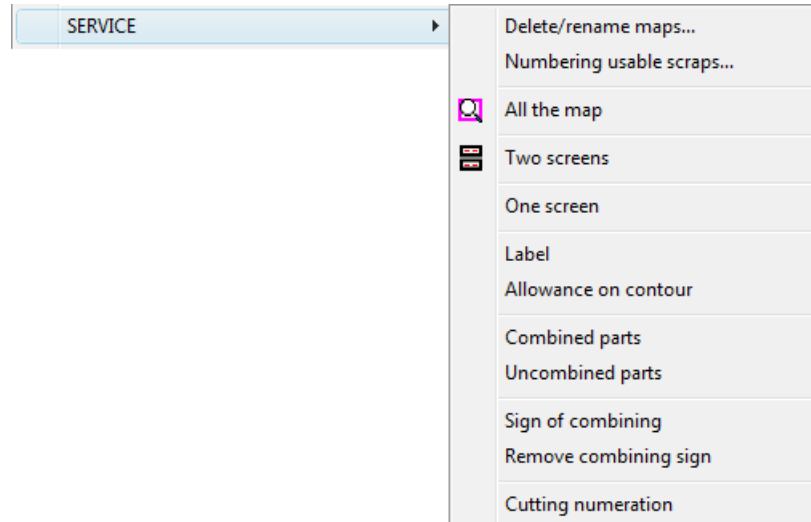 SERVICE
Delete/rename maps...
Numbering usable scraps...
All the map
Two screens
One screen
Label
Allowance on contour
Combined parts
Uncombined parts
Sign of combining
Remove combining sign
Cutting numeration